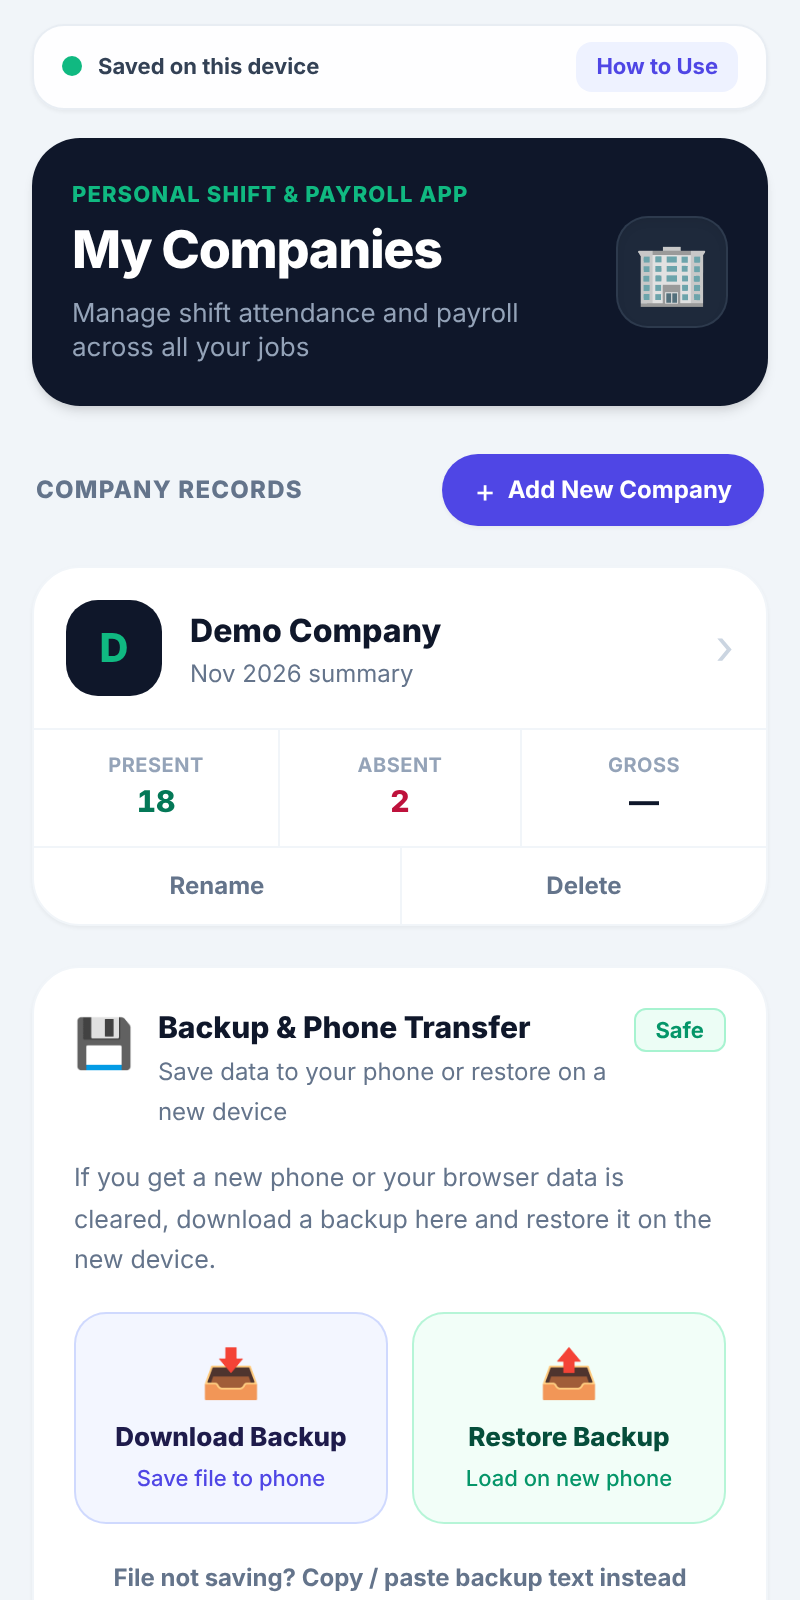 Saved on this device
How to Use
PERSONAL SHIFT & PAYROLL APP
My Companies
Manage shift attendance and payroll
across all your jobs
COMPANY RECORDS
+ Add New Company
D
Demo Company
Nov 2026 summary
›
PRESENT
18
ABSENT
2
GROSS
—
Rename
Delete
Backup & Phone Transfer
Safe
Save data to your phone or restore on a
new device
If you get a new phone or your browser data is
cleared, download a backup here and restore it on the
new device.
Download Backup
Save file to phone
Restore Backup
Load on new phone
File not saving? Copy / paste backup text instead